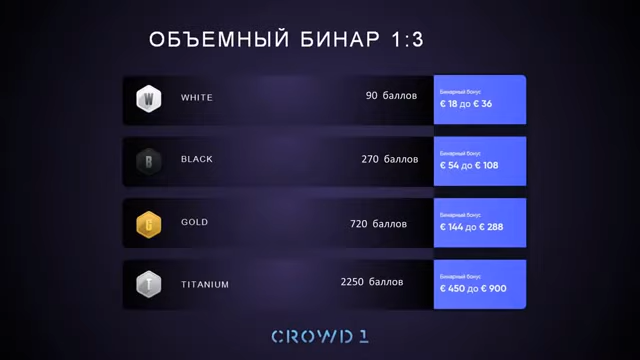 ОБЪЕМНЫЙ БИНАР 1:3
W WHITE 90 баллов
Бинарный бонус
€ 18 до € 36
B BLACK 270 баллов
Бинарный бонус
€ 54 до € 108
G GOLD 720 баллов
Бинарный бонус
€ 144 до € 288
T TITANIUM 2250 баллов
Бинарный бонус
€ 450 до € 900
CROWD1